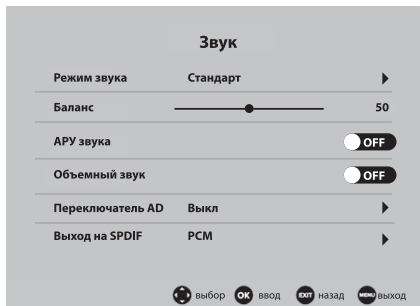 Звук
Режим звука Стандарт
Баланс 50
АРУ звука OFF
Объемный звук OFF
Переключатель AD Выкл
Выход на SPDIF PCM
выбор OK ввод EXIT назад MENU выход